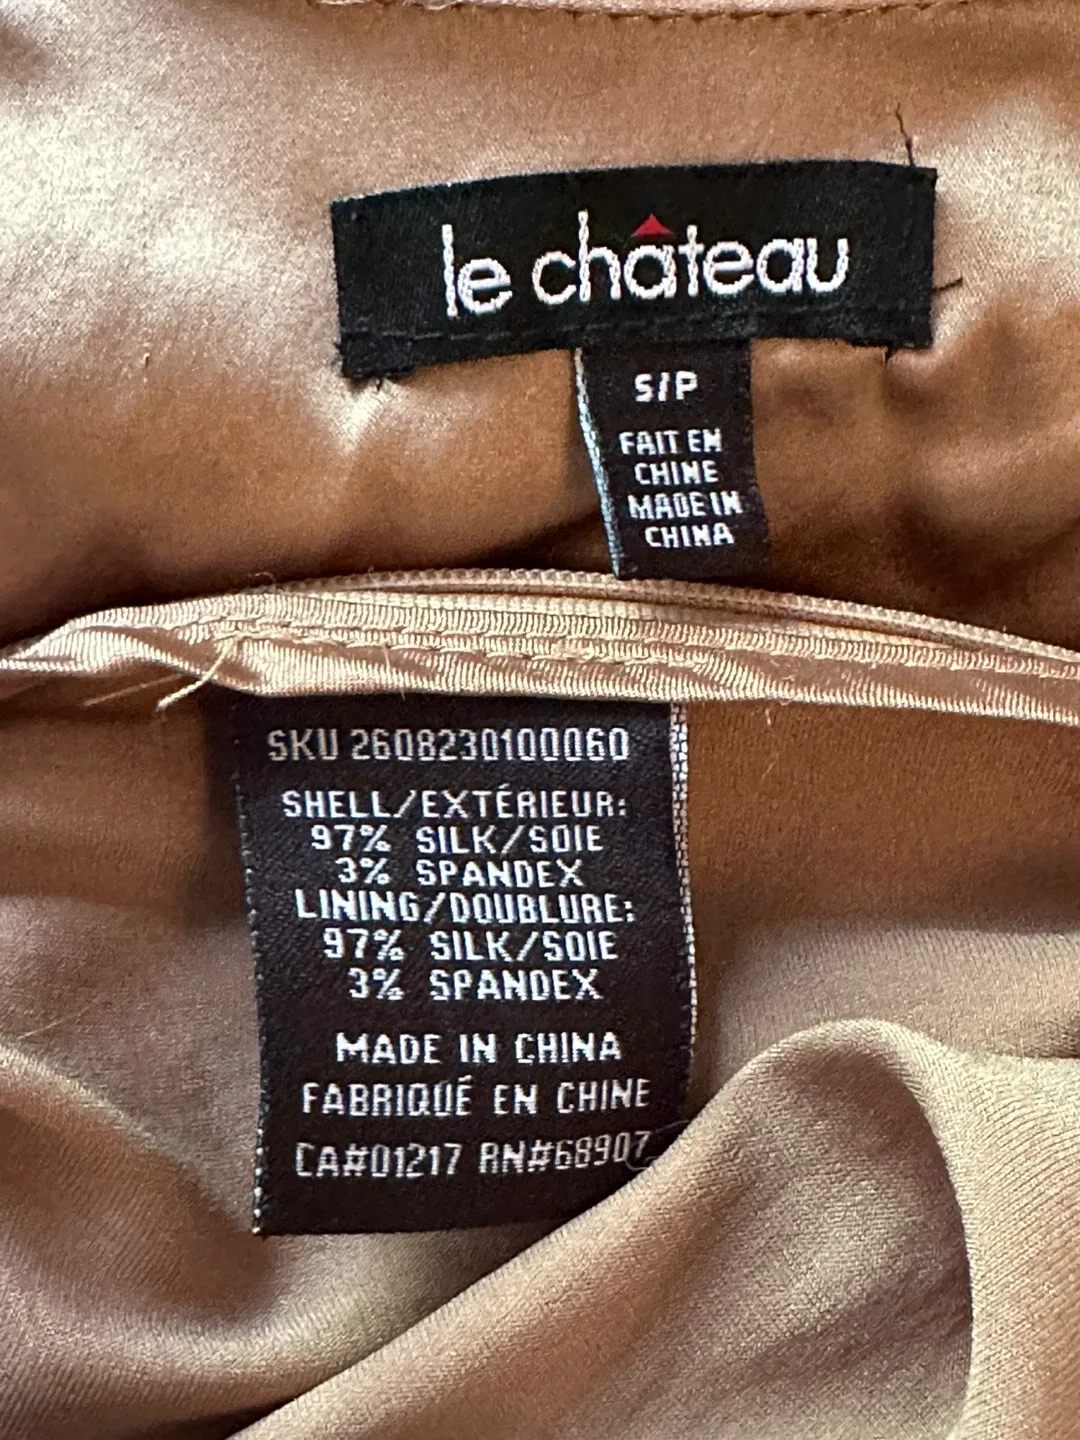 le château
S/P
FAIT EN
CHINE
MADE IN
CHINA
SKU 2608230100060
SHELL/EXTÉRIEUR:
97% SILK/SOIE
3% SPANDEX
LINING/DOUBLURE:
97% SILK/SOIE
3% SPANDEX
MADE IN CHINA
FABRIQUÉ EN CHINE
CA#01217 RN#68907